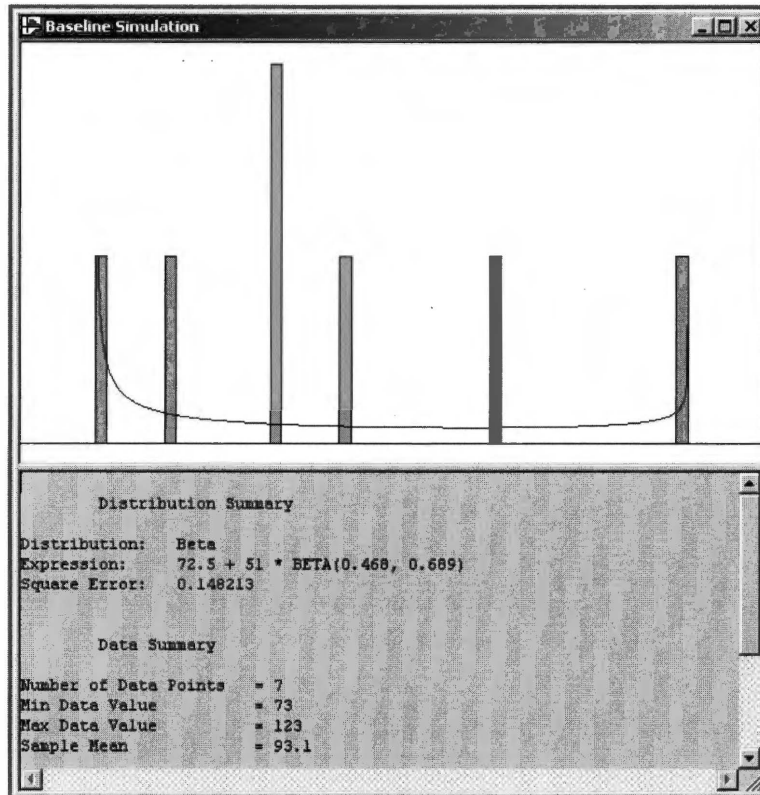 Baseline Simulation
Distribution Summary
Distribution: Beta
Expression: 72.5 + 51 * BETA(0.468, 0.689)
Square Error: 0.148213
Data Summary
Number of Data Points = 7
Min Data Value = 73
Max Data Value = 123
Sample Mean = 93.1